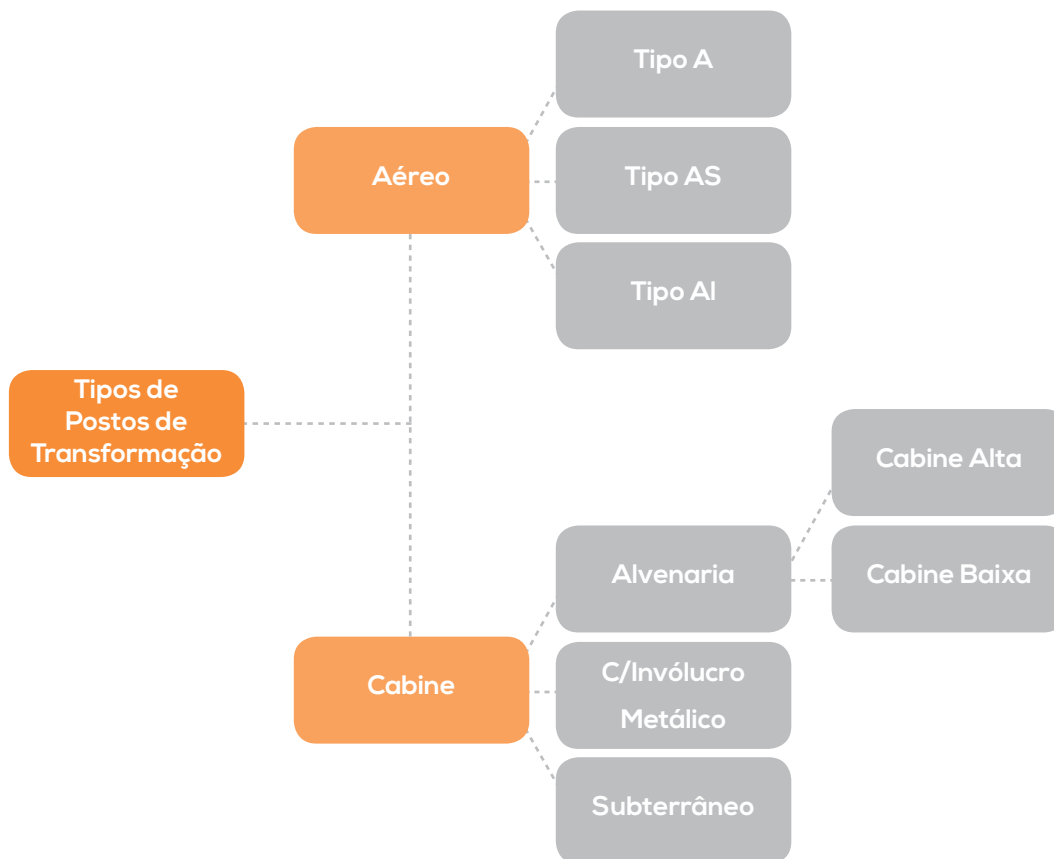 Tipo A
Aéreo
Tipo AS
Tipo AI
Tipos de
Postos de
Transformação
Cabine Alta
Alvenaria
Cabine Baixa
Cabine
C/Invólucro
Metálico
Subterrâneo